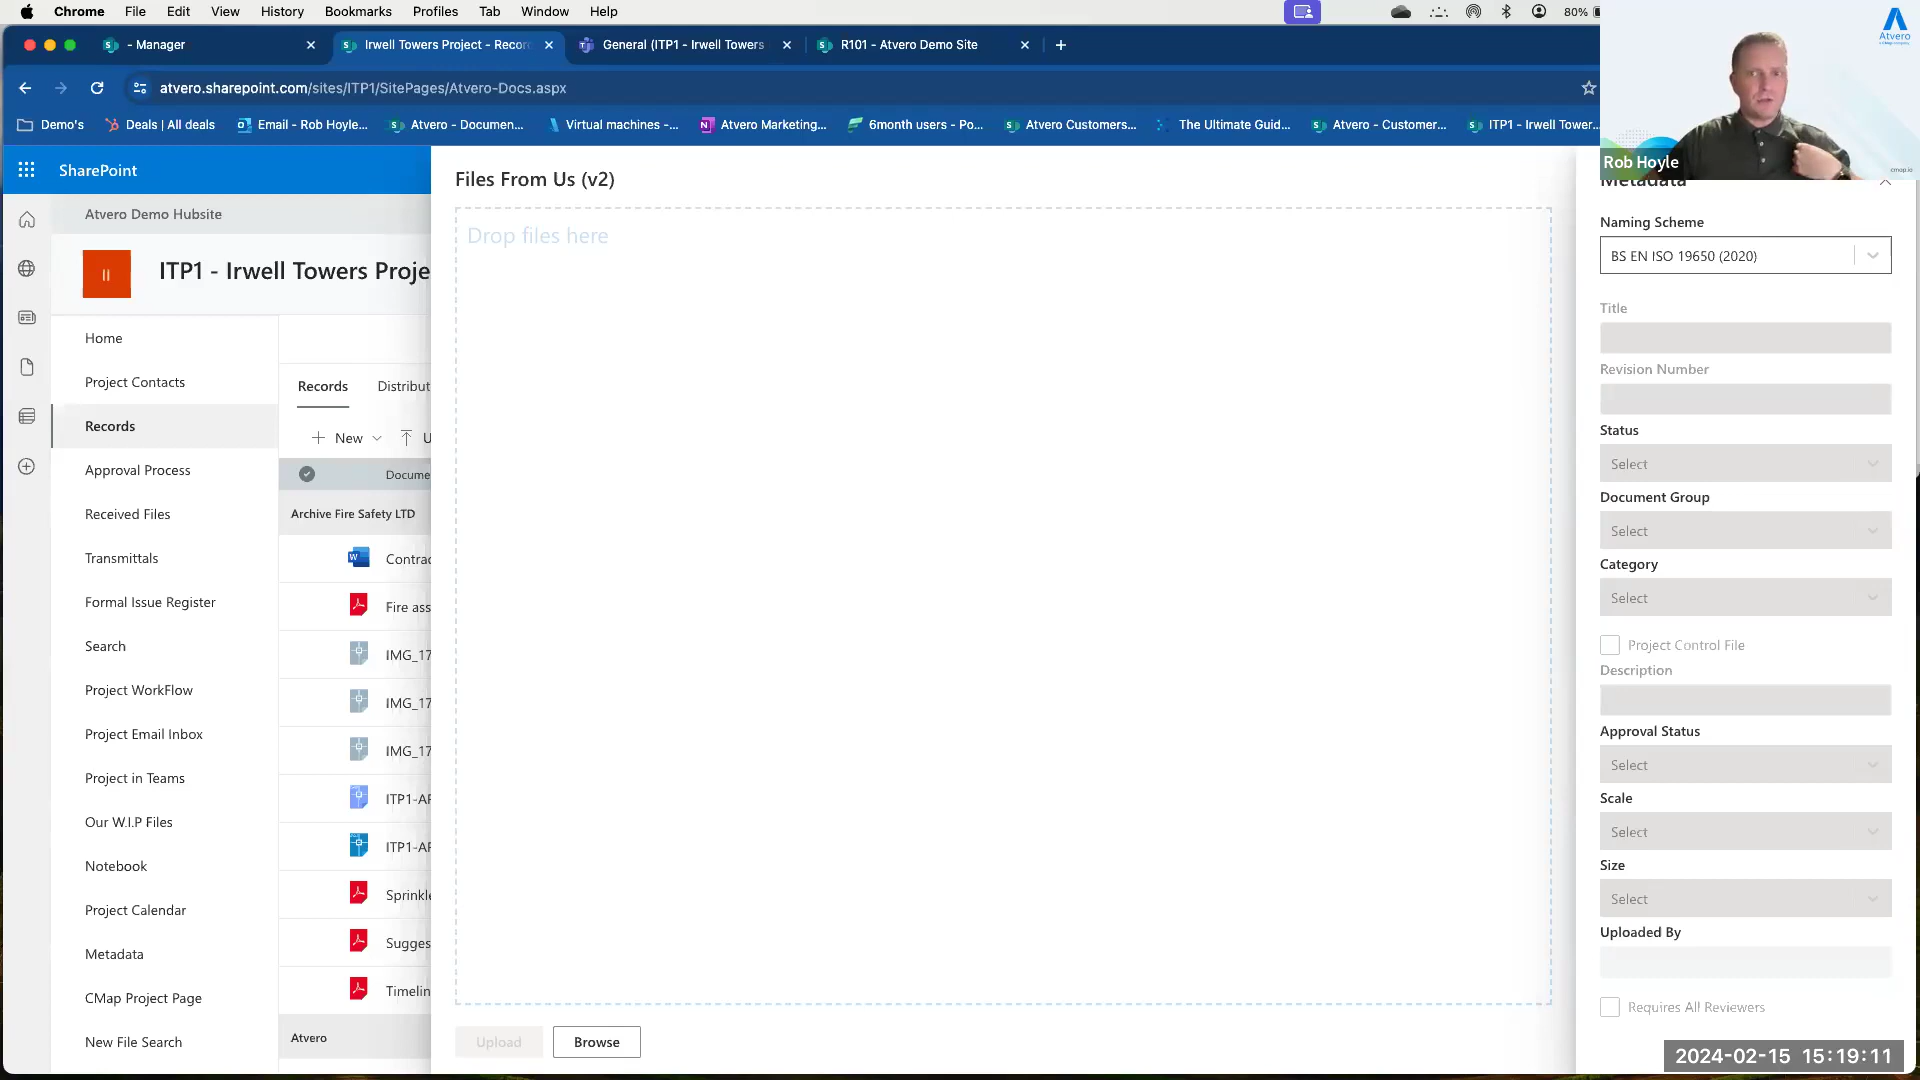 Chrome File Edit View History Bookmarks Profiles Tab Window Help 80%
- Manager
Irwell Towers Project - Recor
General (ITP1 - Irwell Towers
R101 - Atvero Demo Site
atvero.sharepoint.com/sites/ITP1/SitePages/Atvero-Docs.aspx
Demo's Deals | All deals Email - Rob Hoyle... Atvero - Documen... Virtual machines -... Atvero Marketing... 6month users - Po... Atvero Customers... The Ultimate Guid... Atvero - Customer... ITP1 - Irwell Tower...
Atvero
Rob Hoyle
cmap.io
SharePoint
Atvero Demo Hubsite
II
ITP1 - Irwell Towers Proje
Home
Project Contacts
Records
Approval Process
Received Files
Transmittals
Formal Issue Register
Search
Project WorkFlow
Project Email Inbox
Project in Teams
Our W.I.P Files
Notebook
Project Calendar
Metadata
CMap Project Page
New File Search
Records Distribut
New U
Docume
Archive Fire Safety LTD
Contrac
Fire ass
IMG_17
IMG_17
IMG_17
ITP1-AF
ITP1-AF
Sprinkle
Sugges
Timelin
Atvero
Files From Us (v2)
Drop files here
Upload Browse
Metadata
Naming Scheme
BS EN ISO 19650 (2020)
Title
Revision Number
Status
Select
Document Group
Select
Category
Select
Project Control File
Description
Approval Status
Select
Scale
Select
Size
Select
Uploaded By
Requires All Reviewers
2024-02-15 15:19:11